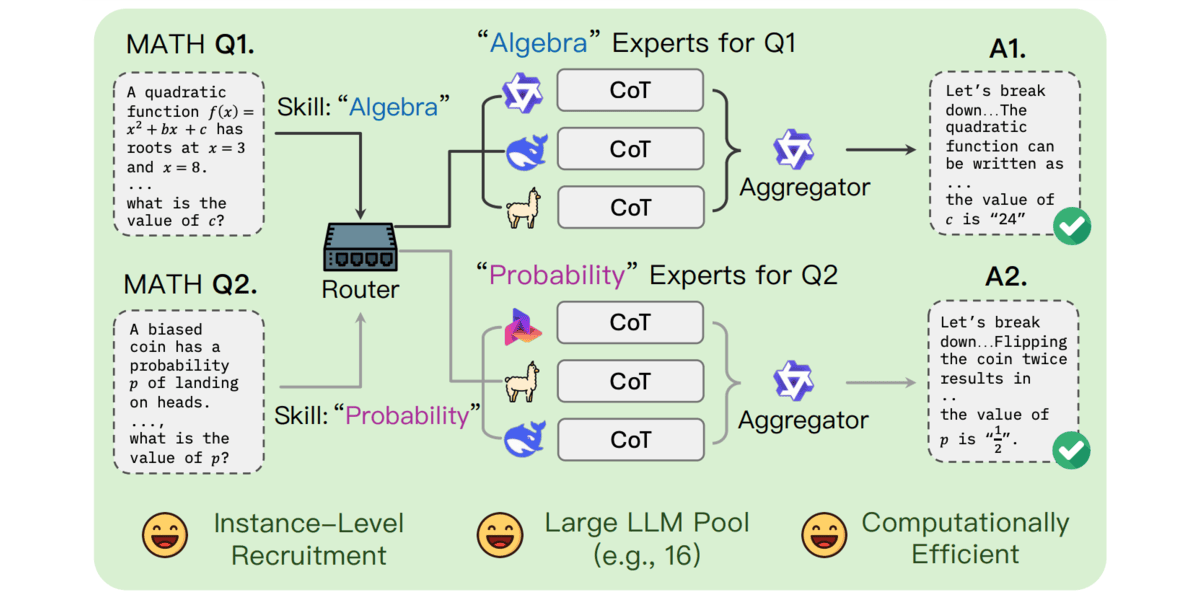 MATH Q1.
A quadratic
function f(x) =
x² + bx + c has
roots at x = 3
and x = 8.
...
what is the
value of c?
Skill: “Algebra”
“Algebra” Experts for Q1
CoT
CoT
CoT
Aggregator
A1.
Let’s break
down…The
quadratic
function can
be written as
...
the value of
c is “24”
Router
MATH Q2.
A biased
coin has a
probability
p of landing
on heads.
...,
what is the
value of p?
Skill: “Probability”
“Probability” Experts for Q2
CoT
CoT
CoT
Aggregator
A2.
Let’s break
down…Flipping
the coin twice
results in
..
the value of
p is “1/2”.
Instance-Level
Recruitment
Large LLM Pool
(e.g., 16)
Computationally
Efficient